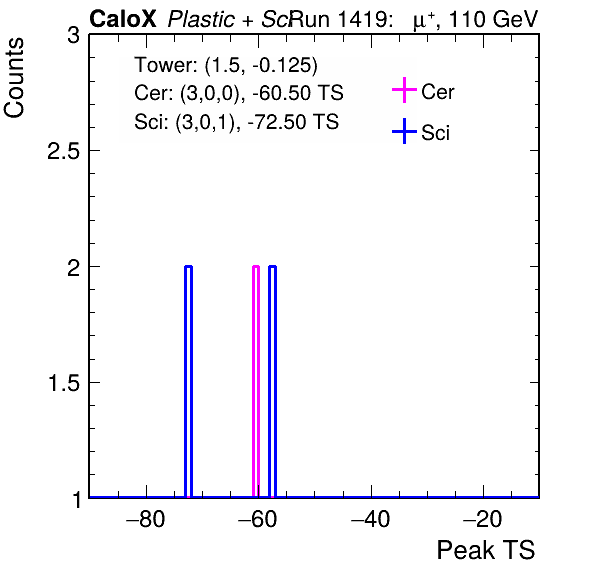 CaloX Plastic + Sci Run 1419: μ⁺, 110 GeV
Counts
3
2.5
2
1.5
1
Tower: (1.5, -0.125)
Cer: (3,0,0), -60.50 TS
Sci: (3,0,1), -72.50 TS
Cer
Sci
−80 −60 −40 −20
Peak TS